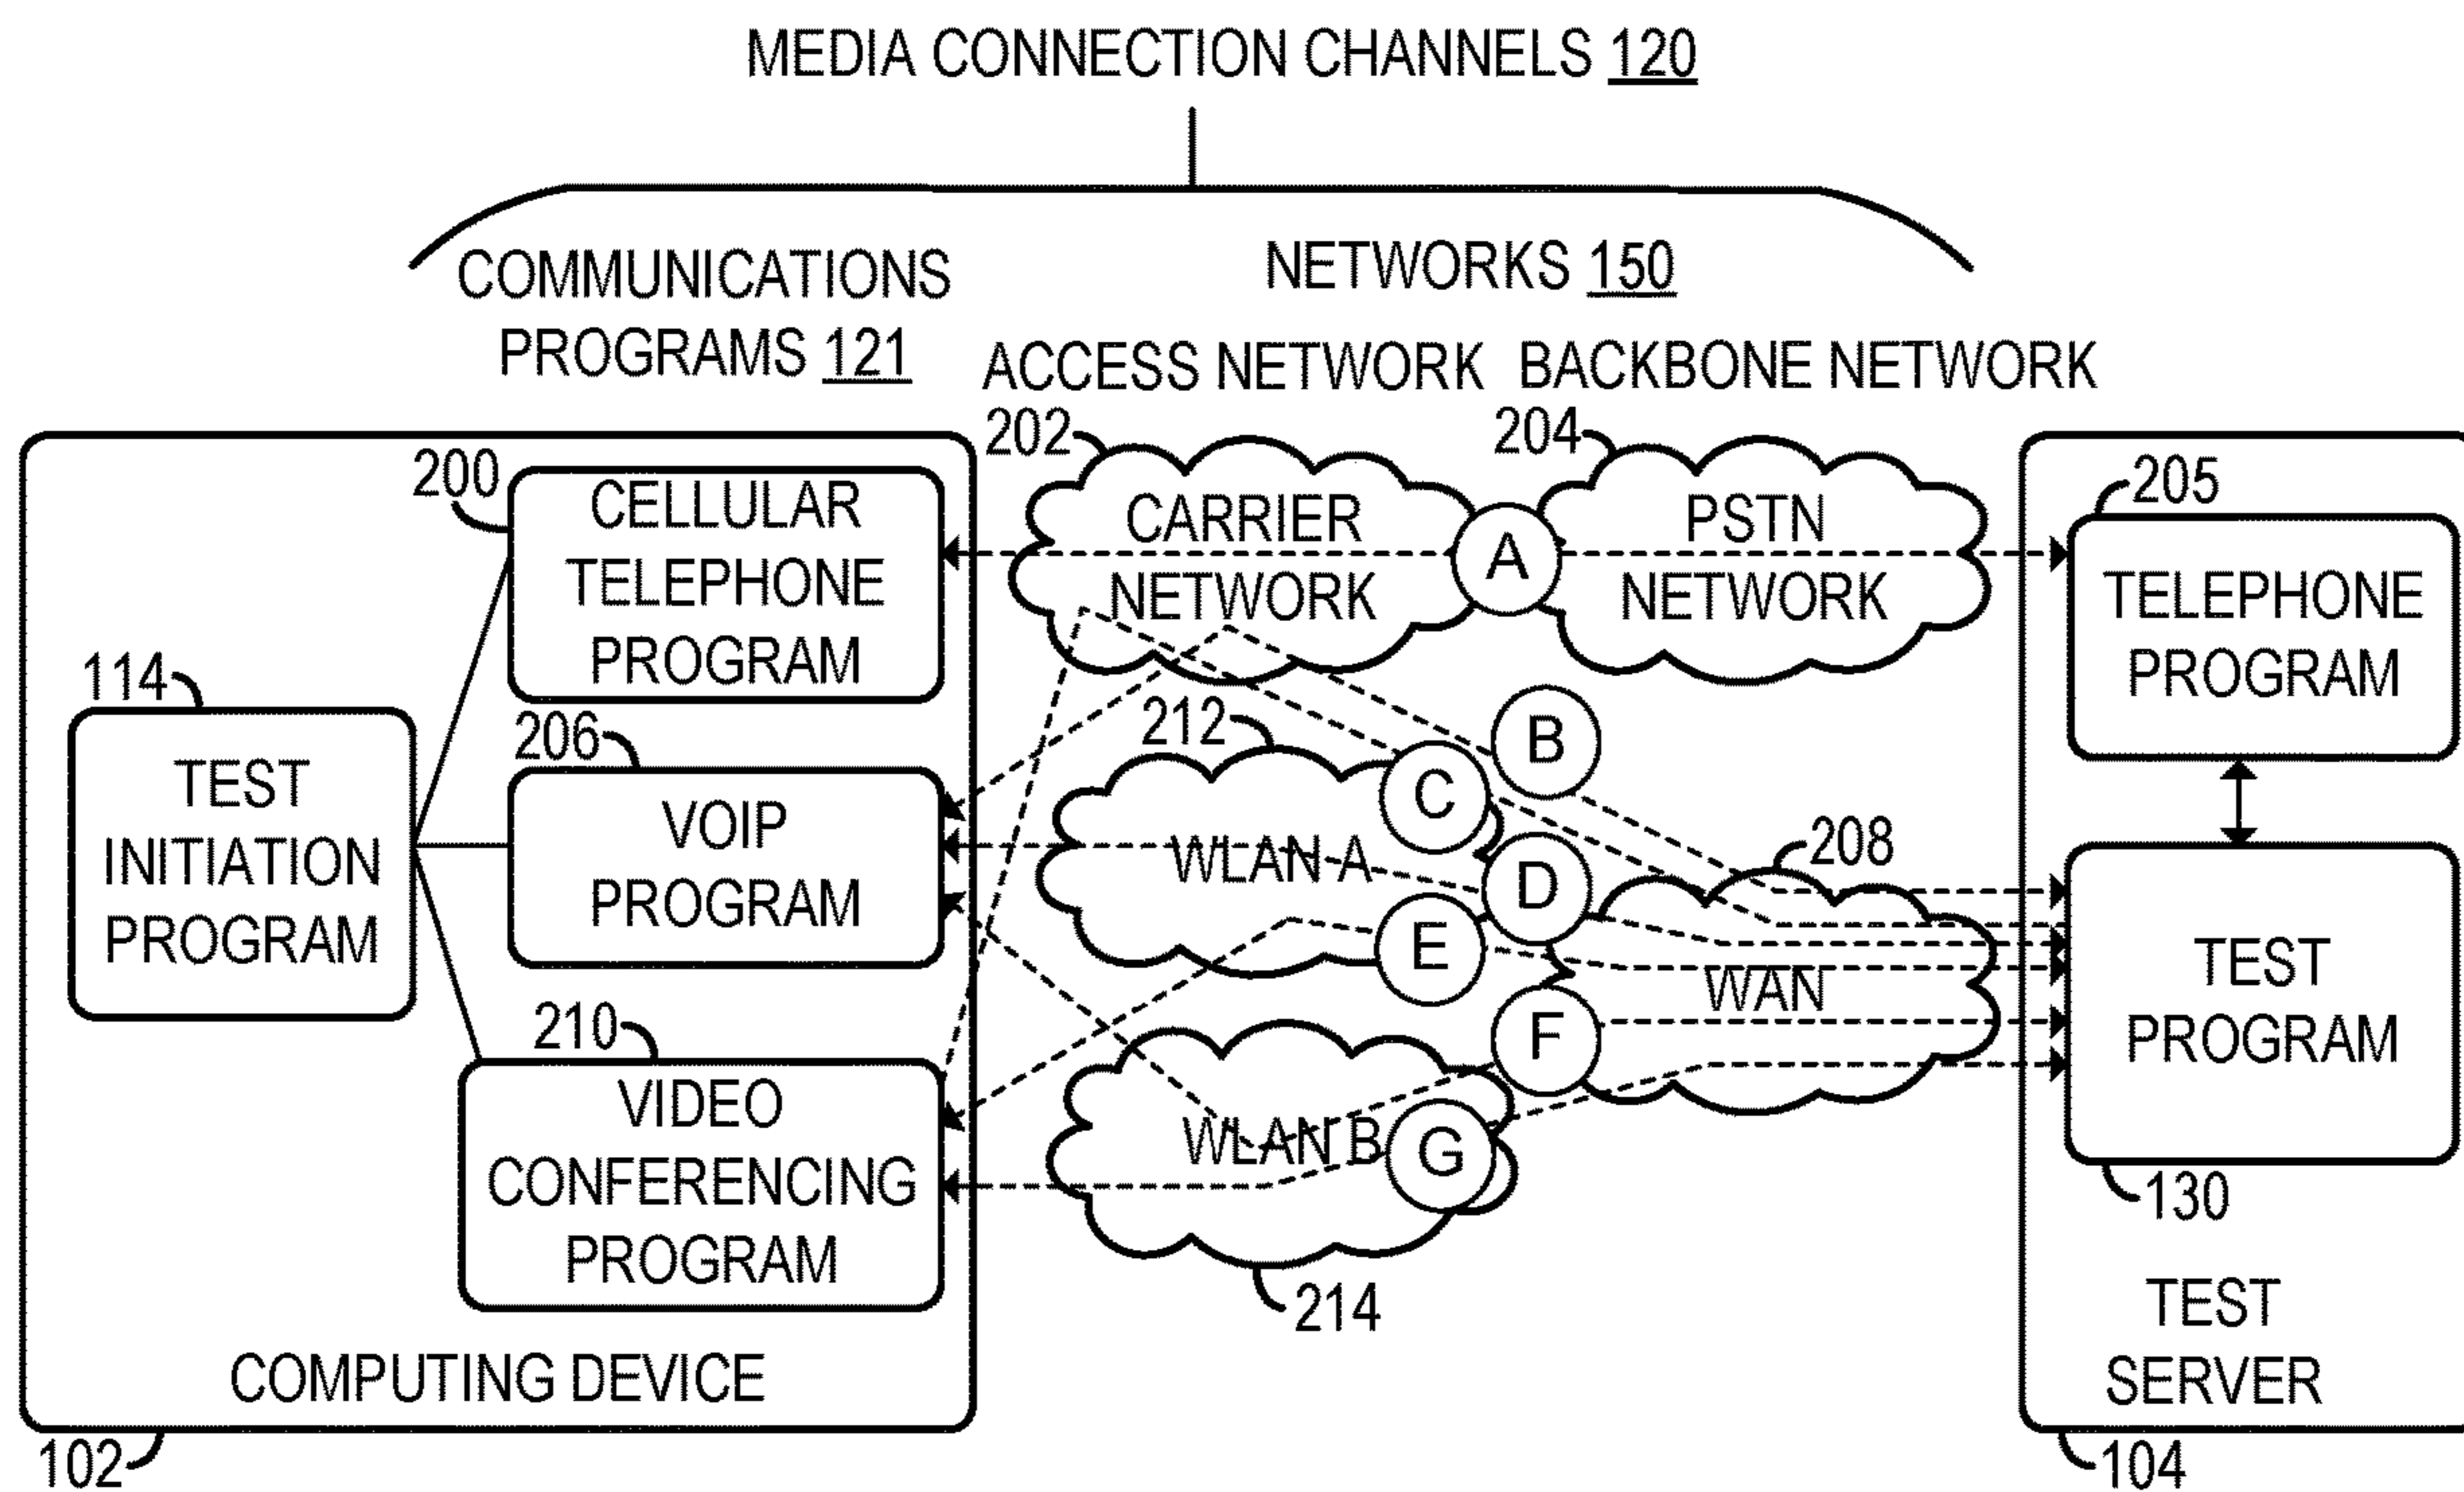 MEDIA CONNECTION CHANNELS 120
COMMUNICATIONS
PROGRAMS 121
NETWORKS 150
ACCESS NETWORK
BACKBONE NETWORK
200
CELLULAR
TELEPHONE
PROGRAM
202
CARRIER
NETWORK
A
204
PSTN
NETWORK
205
TELEPHONE
PROGRAM
114
TEST
INITIATION
PROGRAM
206
VOIP
PROGRAM
212
WLAN A
B
C
D
E
208
WAN
TEST
PROGRAM
130
210
VIDEO
CONFERENCING
PROGRAM
F
WLAN B
G
214
COMPUTING DEVICE
102
TEST
SERVER
104